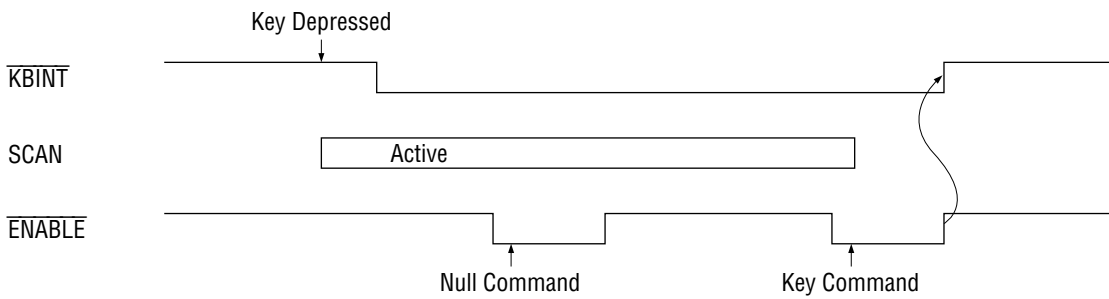 Key Depressed
KBINT
SCAN
Active
ENABLE
Null Command
Key Command